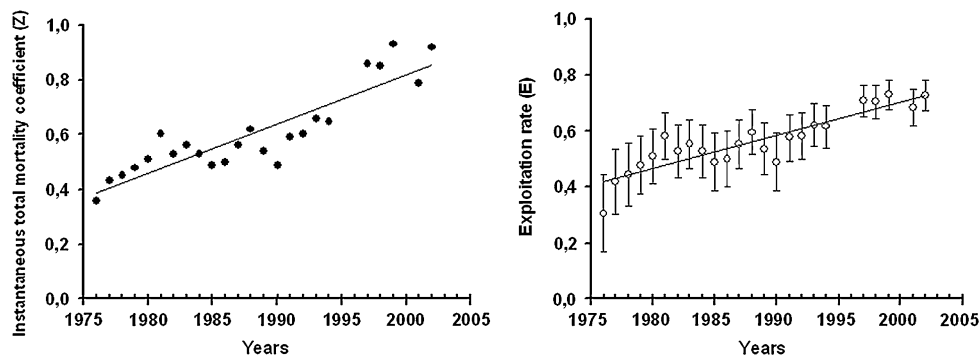 Instantaneous total mortality coefficient (Z)
1,0
0,8
0,6
0,4
0,2
0,0
1975 1980 1985 1990 1995 2000 2005
Years
Exploitation rate (E)
1,0
0,8
0,6
0,4
0,2
0,0
1975 1980 1985 1990 1995 2000 2005
Years